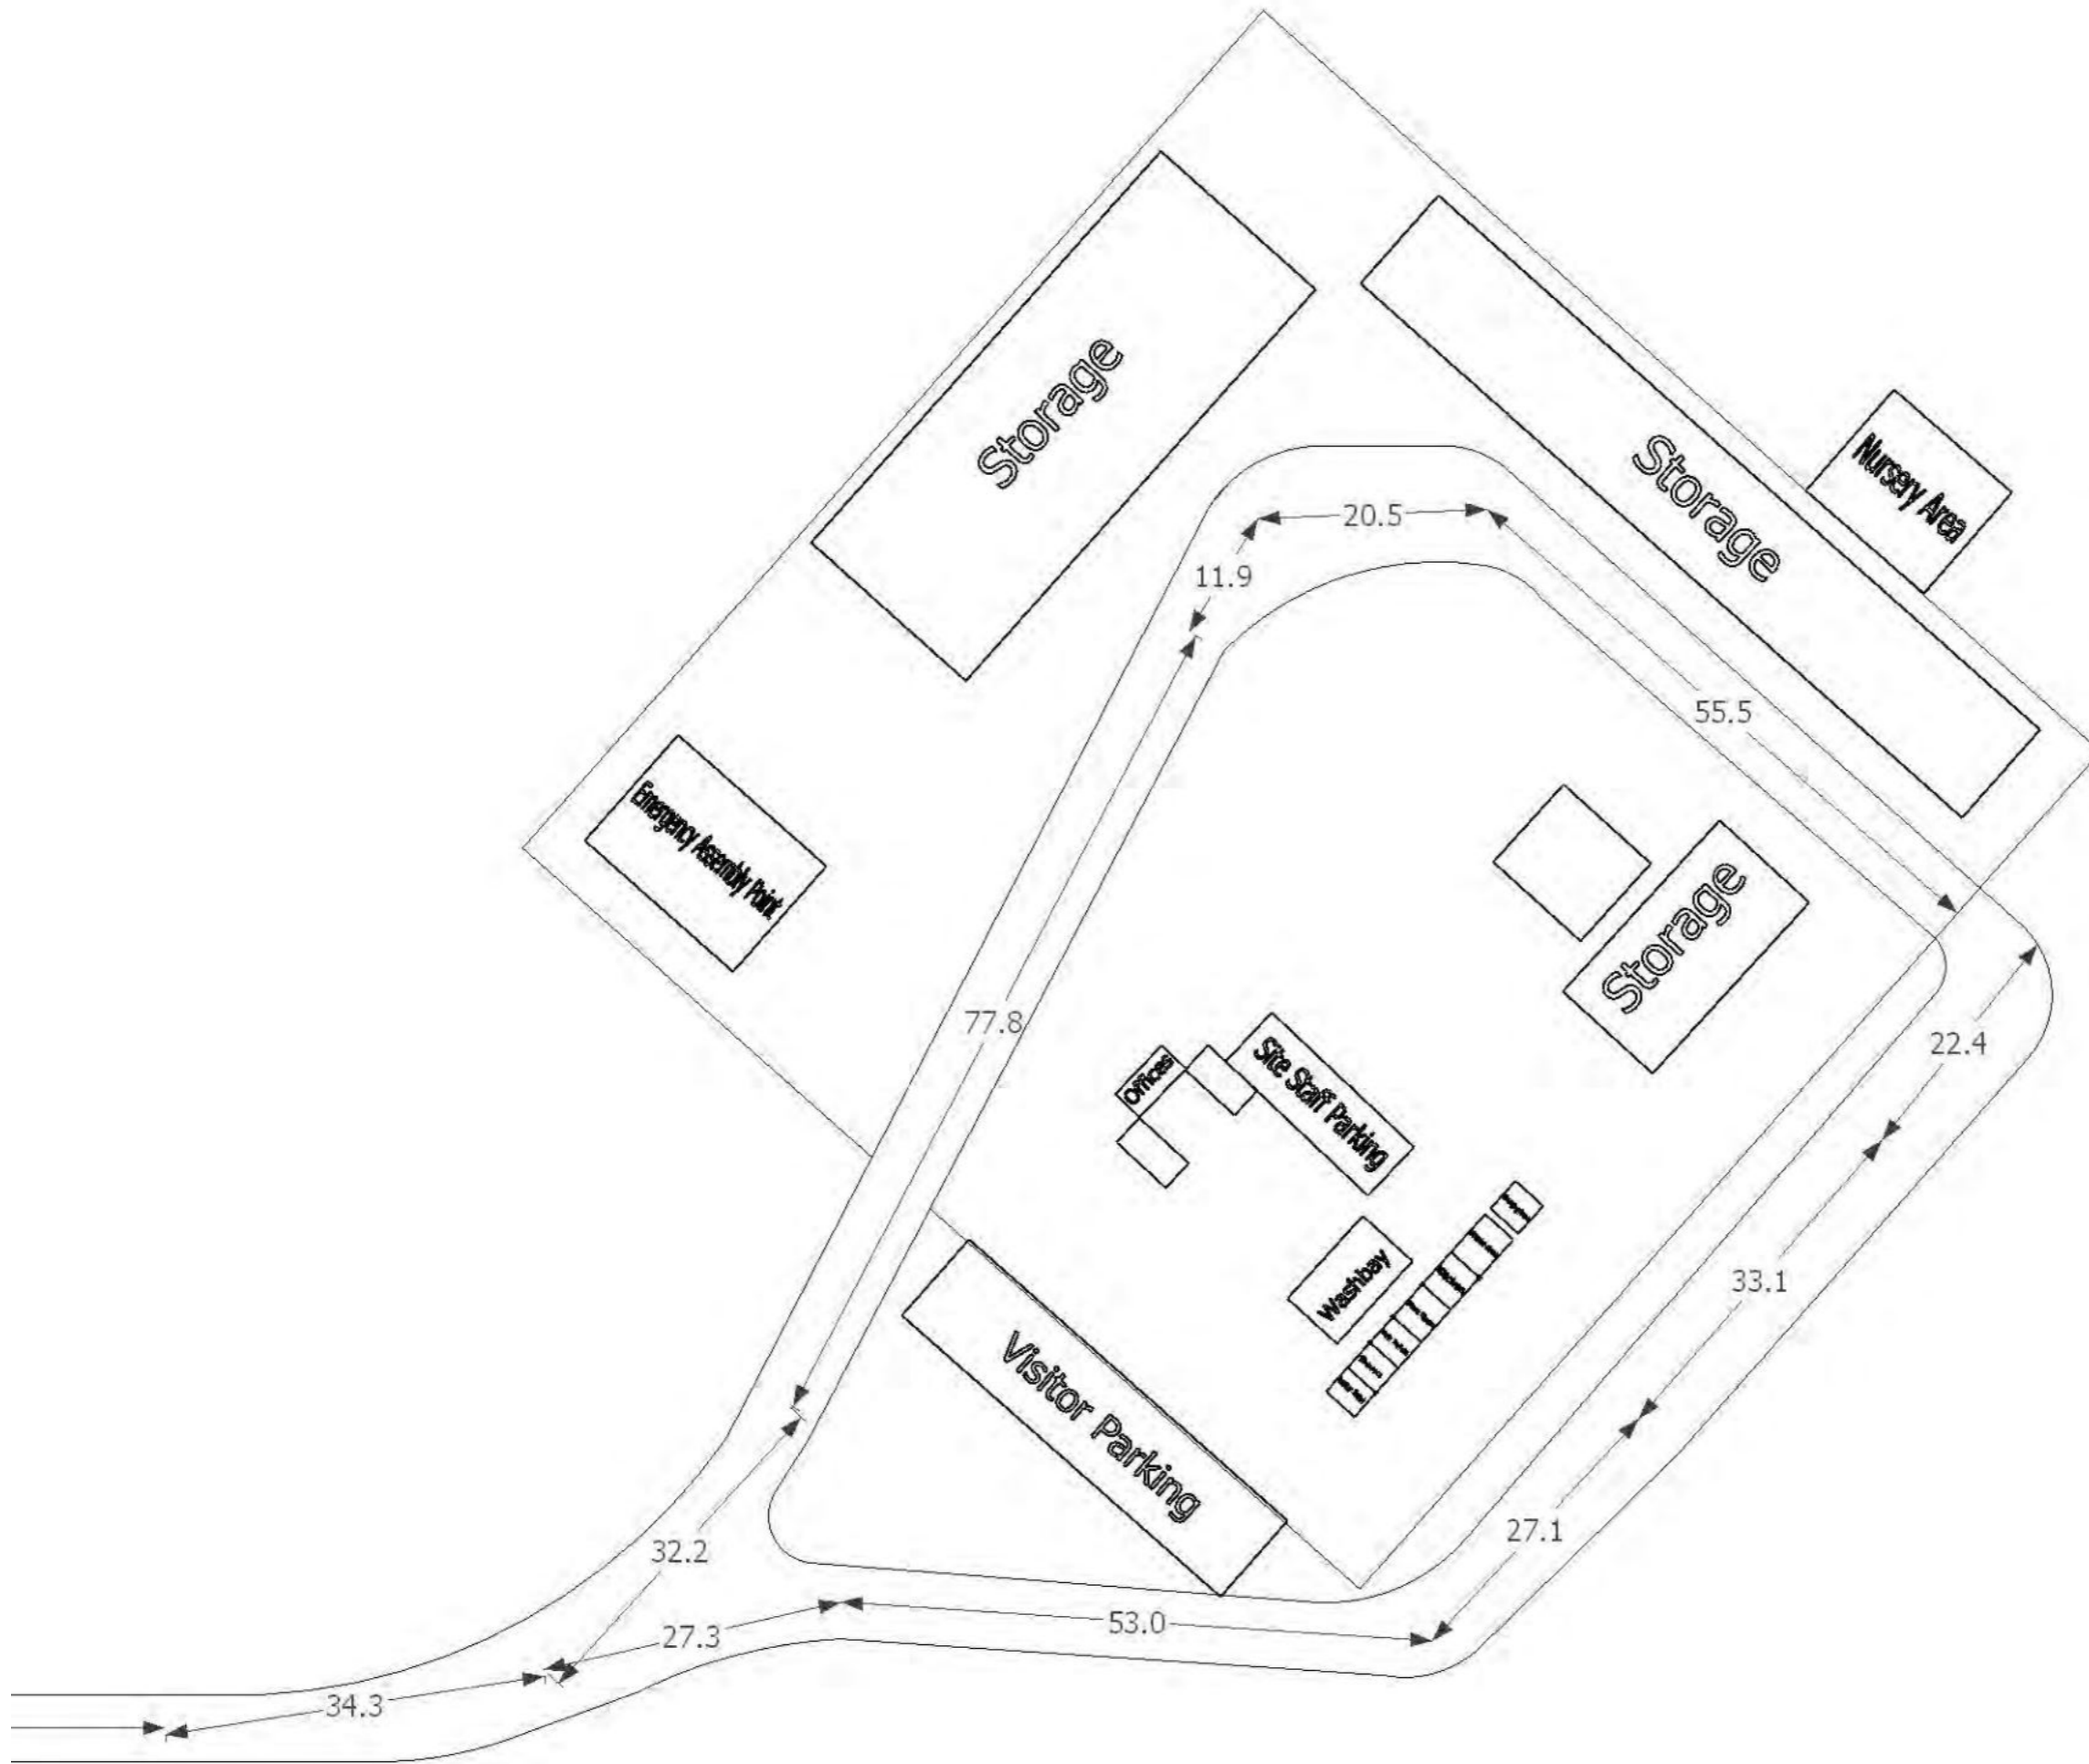 Storage
Storage
Nursery Area
20.5
11.9
55.5
Emergency Assembly Point
Storage
77.8
Offices
Site Staff Parking
22.4
Washbay
33.1
Visitor Parking
27.1
32.2
53.0
27.3
34.3